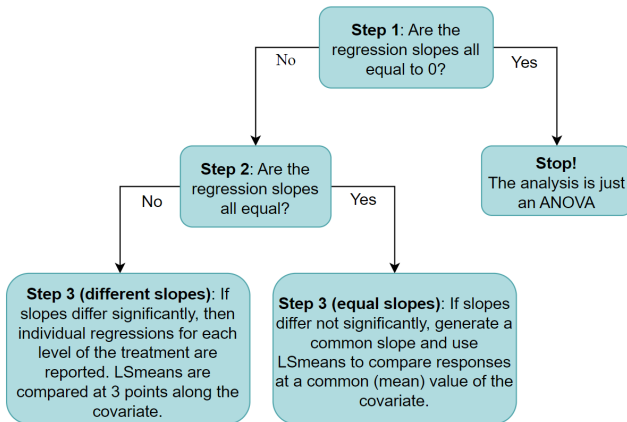 Step 1: Are the
regression slopes all
equal to 0?
No
Yes
Step 2: Are the
regression slopes
all equal?
Stop!
The analysis is just
an ANOVA
No
Yes
Step 3 (different slopes): If
slopes differ significantly, then
individual regressions for each
level of the treatment are
reported. LSmeans are
compared at 3 points along the
covariate.
Step 3 (equal slopes): If slopes
differ not significantly, generate a
common slope and use
LSmeans to compare responses
at a common (mean) value of the
covariate.